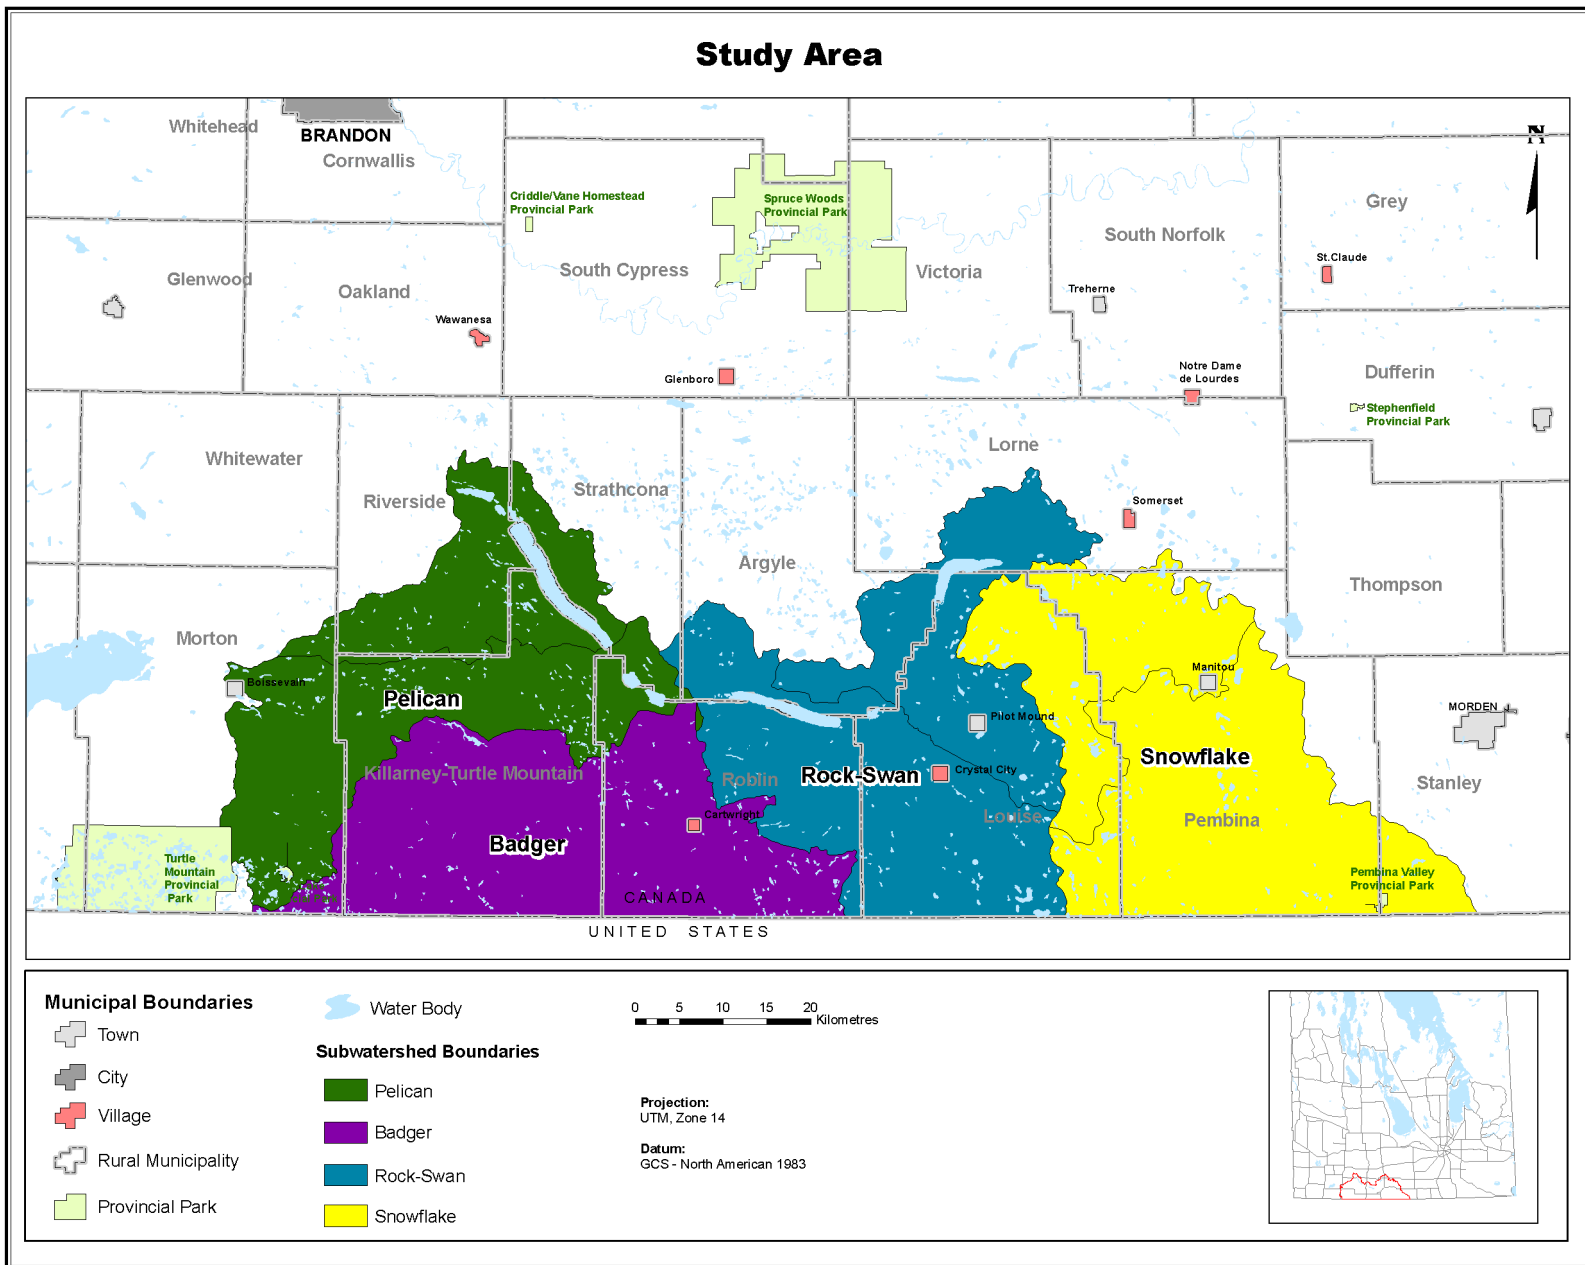 Study Area
Whitehead
BRANDON
Cornwallis
N
Criddle/Vane Homestead
Provincial Park
Spruce Woods
Provincial Park
Grey
South Norfolk
St.Claude
Glenwood
Oakland
South Cypress
Victoria
Treherne
Wawanesa
Glenboro
Notre Dame
de Lourdes
Dufferin
Stephenfield
Provincial Park
Whitewater
Riverside
Strathcona
Lorne
Somerset
Argyle
Thompson
Morton
Boissevain
Pelican
Manitou
MORDEN
Pilot Mound
Snowflake
Killarney-Turtle Mountain
Roblin
Rock-Swan
Crystal City
Stanley
Cartwright
Louise
Pembina
Badger
Turtle
Mountain
Provincial
Park
Pembina Valley
Provincial Park
CANADA
UNITED STATES
Municipal Boundaries
Town
City
Village
Rural Municipality
Provincial Park
Water Body
Subwatershed Boundaries
Pelican
Badger
Rock-Swan
Snowflake
0 5 10 15 20
Kilometres
Projection:
UTM, Zone 14
Datum:
GCS - North American 1983